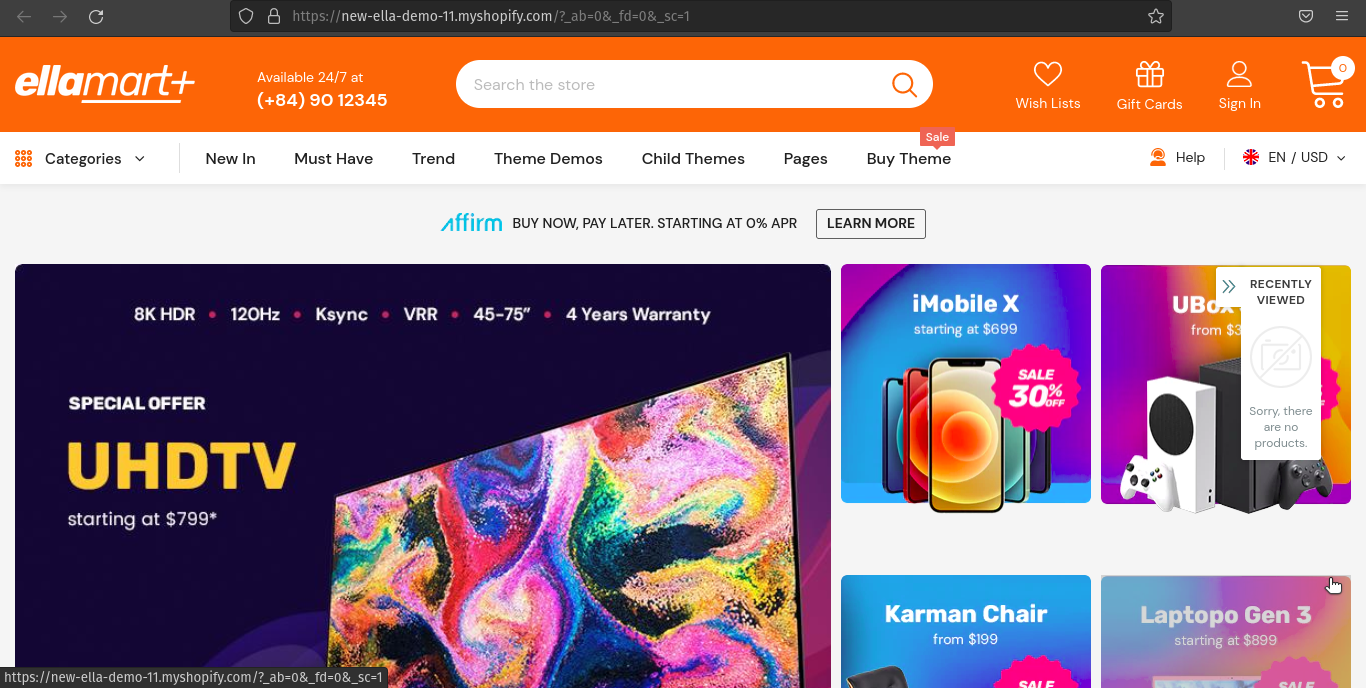 https://new-ella-demo-11.myshopify.com/?_ab=0&_fd=0&_sc=1
ellamart+
Available 24/7 at
(+84) 90 12345
Search the store
Wish Lists
Gift Cards
Sign In
0
Categories
New In
Must Have
Trend
Theme Demos
Child Themes
Pages
Buy Theme
Sale
Help
EN / USD
affirm BUY NOW, PAY LATER. STARTING AT 0% APR LEARN MORE
8K HDR • 120Hz • Ksync • VRR • 45-75” • 4 Years Warranty
SPECIAL OFFER
UHDTV
starting at $799*
iMobile X
starting at $699
SALE
30%
OFF
UBox
from $3
RECENTLY
VIEWED
Sorry, there
are no
products.
Karman Chair
from $199
SALE
Laptopo Gen 3
starting at $899
SALE
https://new-ella-demo-11.myshopify.com/?_ab=0&_fd=0&_sc=1